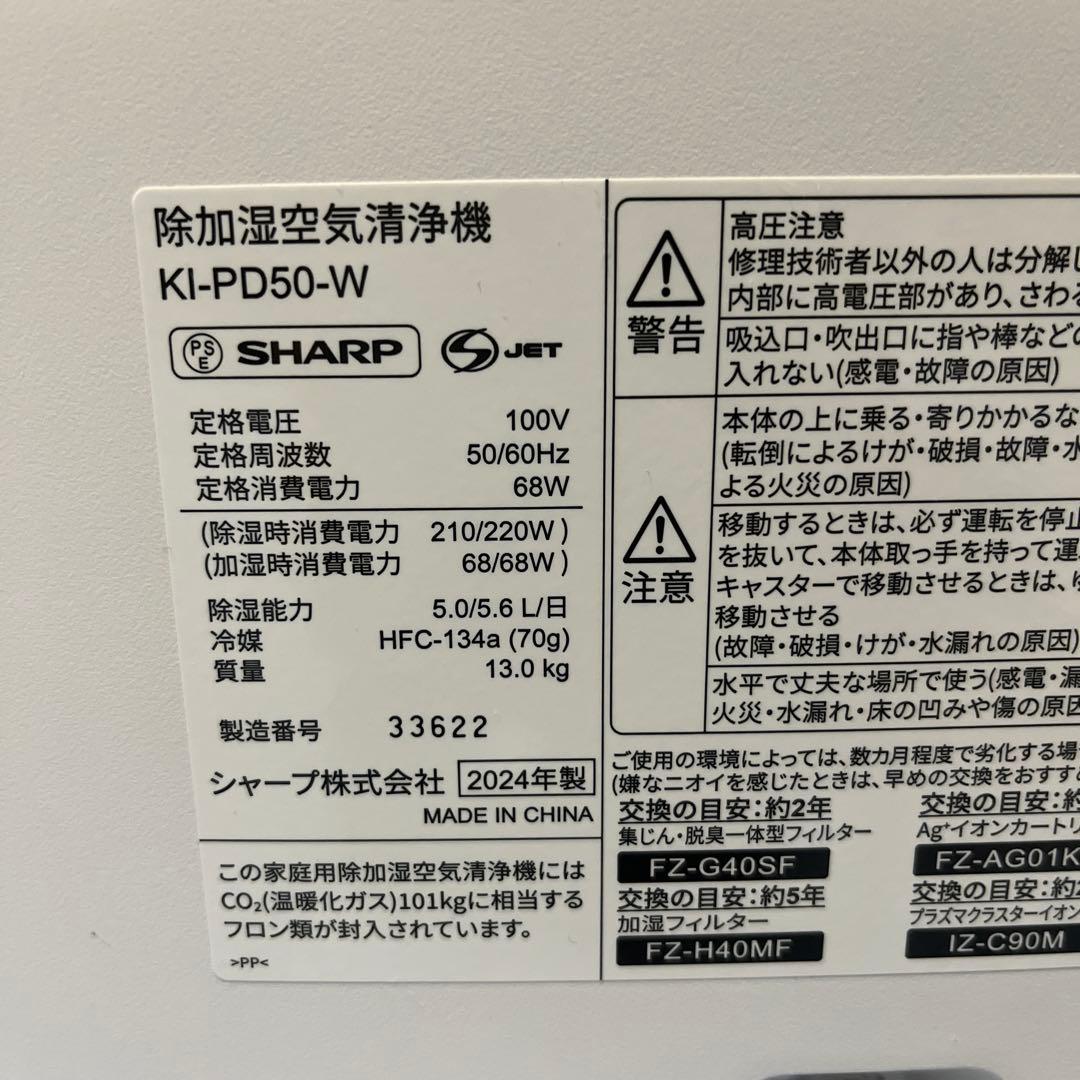 除加湿空気清浄機
KI-PD50-W
PSE SHARP S JET
定格電圧 100V
定格周波数 50/60Hz
定格消費電力 68W
(除湿時消費電力 210/220W)
(加湿時消費電力 68/68W)
除湿能力 5.0/5.6 L/日
冷媒 HFC-134a (70g)
質量 13.0 kg
製造番号 33622
シャープ株式会社 2024年製
MADE IN CHINA
この家庭用除加湿空気清浄機には
CO₂(温暖化ガス)101kgに相当する
フロン類が封入されています。
>PP<
警告
高圧注意
修理技術者以外の人は分解し
内部に高電圧部があり、さわる
吸込口・吹出口に指や棒などの
入れない(感電・故障の原因)
注意
本体の上に乗る・寄りかかるな
(転倒によるけが・破損・故障・水
よる火災の原因)
移動するときは、必ず運転を停止
を抜いて、本体取っ手を持って運
キャスターで移動させるときは、ゆ
移動させる
(故障・破損・けが・水漏れの原因)
水平で丈夫な場所で使う(感電・漏
火災・水漏れ・床の凹みや傷の原因
ご使用の環境によっては、数カ月程度で劣化する場
(嫌なニオイを感じたときは、早めの交換をおすすめ
交換の目安：約2年
集じん・脱臭一体型フィルター
FZ-G40SF
交換の目安：約5年
加湿フィルター
FZ-H40MF
交換の目安：約
Ag⁺イオンカートリ
FZ-AG01K
交換の目安：約
プラズマクラスターイオン
IZ-C90M